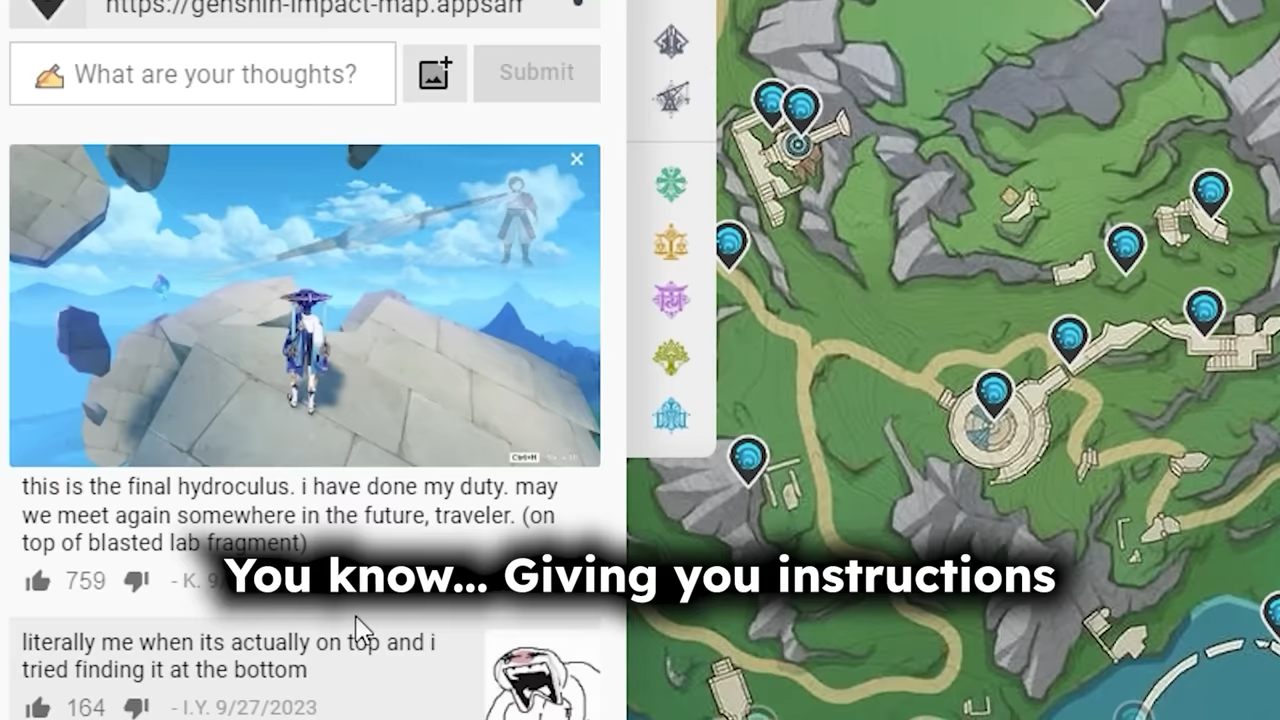 https://genshin-impact-map.appsam
What are your thoughts?
Submit
Ctrl+H
this is the final hydroculus. i have done my duty. may
we meet again somewhere in the future, traveler. (on
top of blasted lab fragment)
759
- K. 9
You know... Giving you instructions
literally me when its actually on top and i
tried finding it at the bottom
164
- I.Y. 9/27/2023